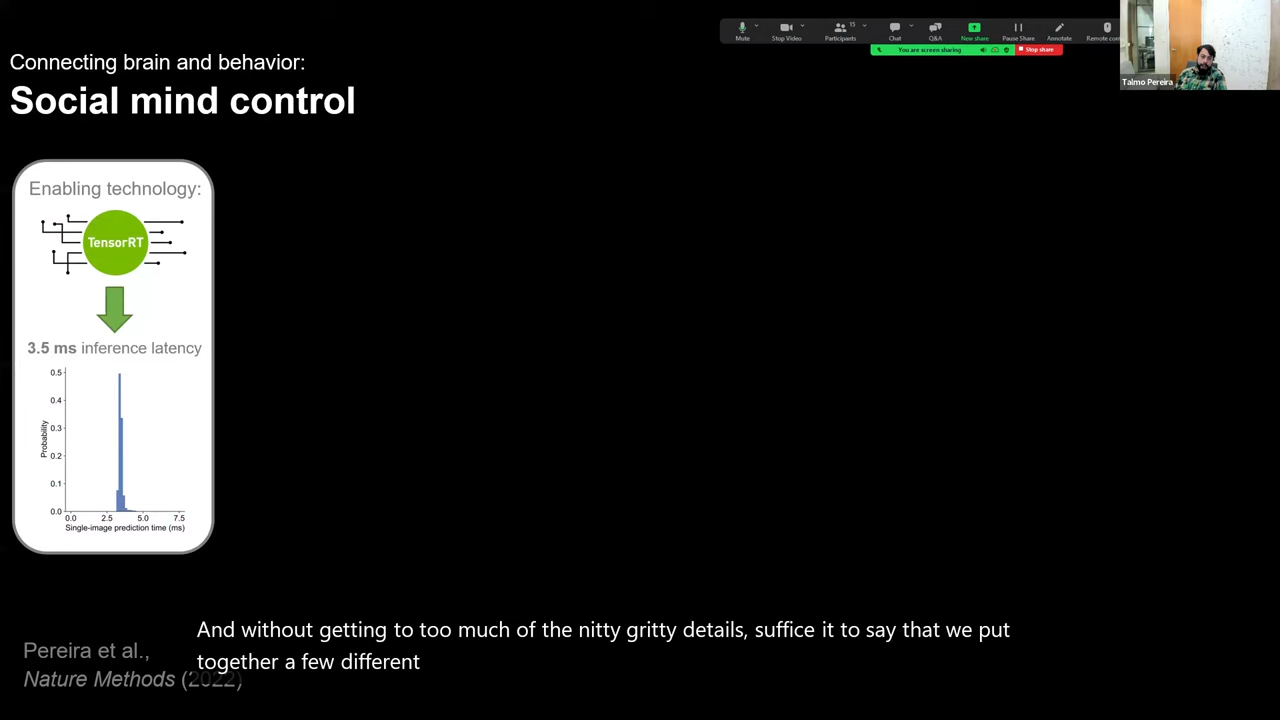 Connecting brain and behavior:
Social mind control
Mute
Stop Video
15
Participants
Chat
Q&A
New share
Pause Share
Annotate
You are screen sharing
Stop share
Talmo Pereira
Enabling technology:
TensorRT
3.5 ms inference latency
0.5
0.4
0.3
0.2
0.1
0.0
Probability
0.0 2.5 5.0 7.5
Single-image prediction time (ms)
And without getting to too much of the nitty gritty details, suffice it to say that we put
together a few different
Pereira et al.,
Nature Methods (2022)